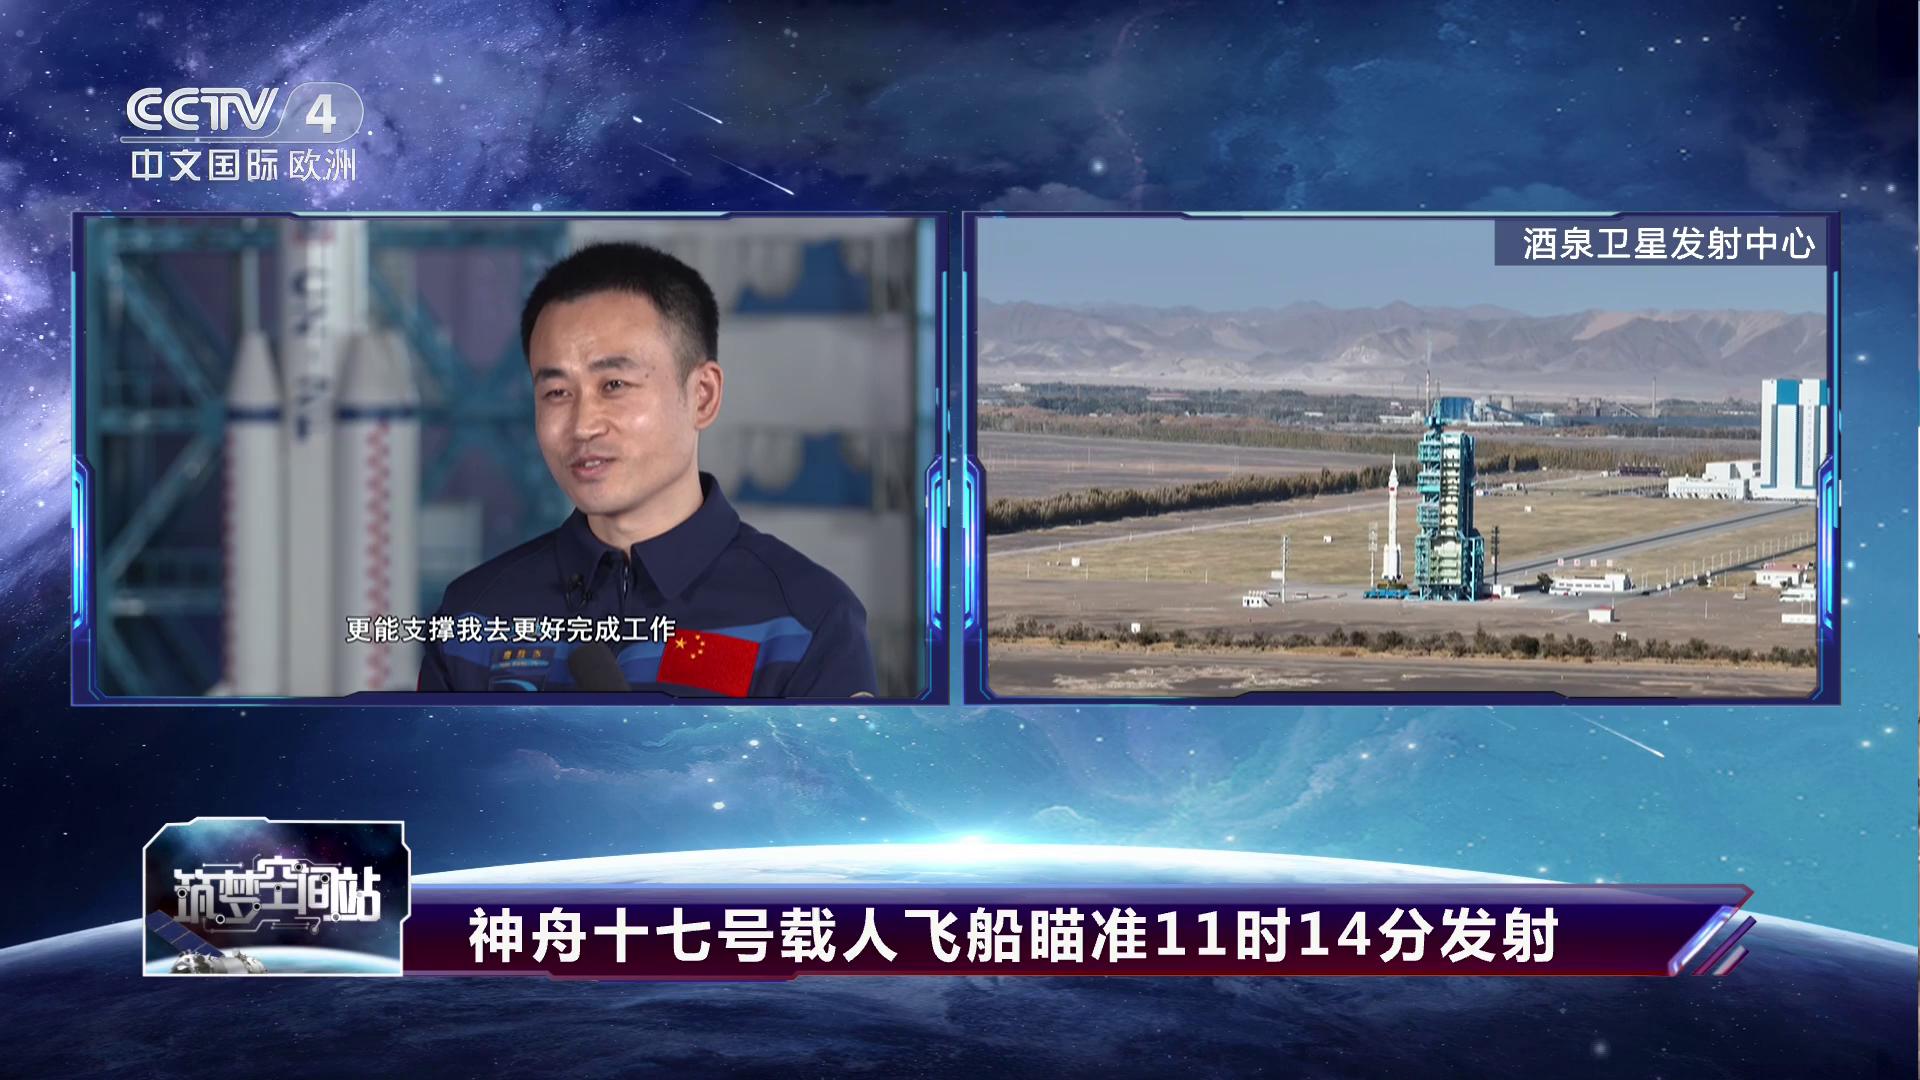 CCTV 4
中文国际 欧洲
酒泉卫星发射中心
更能支撑我去更好完成工作
筑梦空间站
神舟十七号载人飞船瞄准11时14分发射